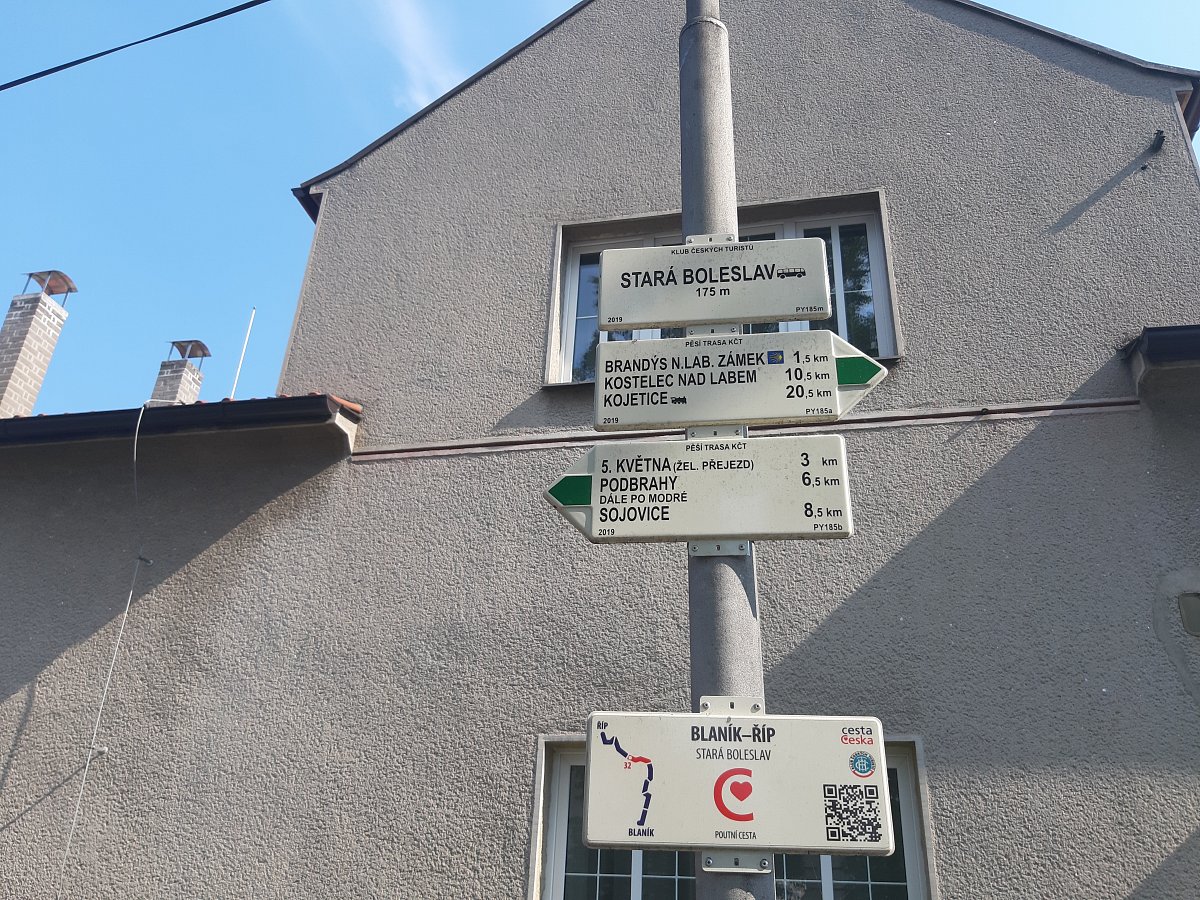 KLUB ČESKÝCH TURISTŮ
STARÁ BOLESLAV
175 m
2019 PY185m
PĚŠÍ TRASA KČT
BRANDÝS N.LAB. ZÁMEK 1,5 km
KOSTELEC NAD LABEM 10,5 km
KOJETICE 20,5 km
2019 PY185a
PĚŠÍ TRASA KČT
5. KVĚTNA (ŽEL. PŘEJEZD) 3 km
PODBRAHY 6,5 km
DÁLE PO MODRÉ
SOJOVICE 8,5 km
2019 PY185b
BLANÍK–ŘÍP
STARÁ BOLESLAV
ŘÍP
32
BLANÍK
POUTNÍ CESTA
cesta
česka